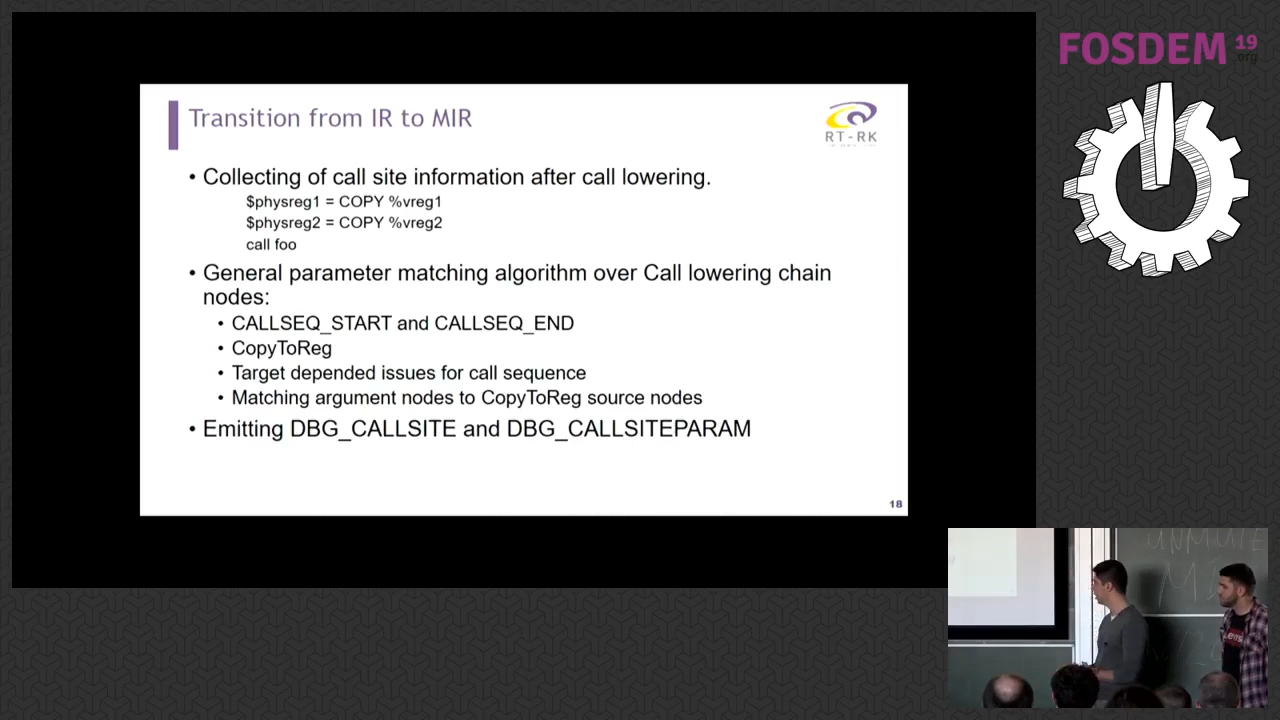 FOSDEM 19
.org
Transition from IR to MIR
RT-RK
• Collecting of call site information after call lowering.
$physreg1 = COPY %vreg1
$physreg2 = COPY %vreg2
call foo
• General parameter matching algorithm over Call lowering chain
nodes:
• CALLSEQ_START and CALLSEQ_END
• CopyToReg
• Target depended issues for call sequence
• Matching argument nodes to CopyToReg source nodes
• Emitting DBG_CALLSITE and DBG_CALLSITEPARAM
18
UNMUTE